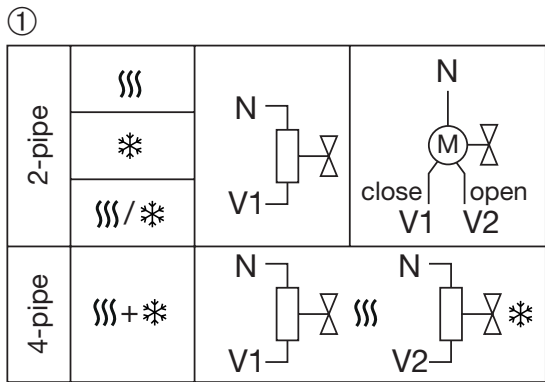 ①
2-pipe
N
V1
N
M
close open
V1 V2
/
4-pipe
+
N
V1
N
V2